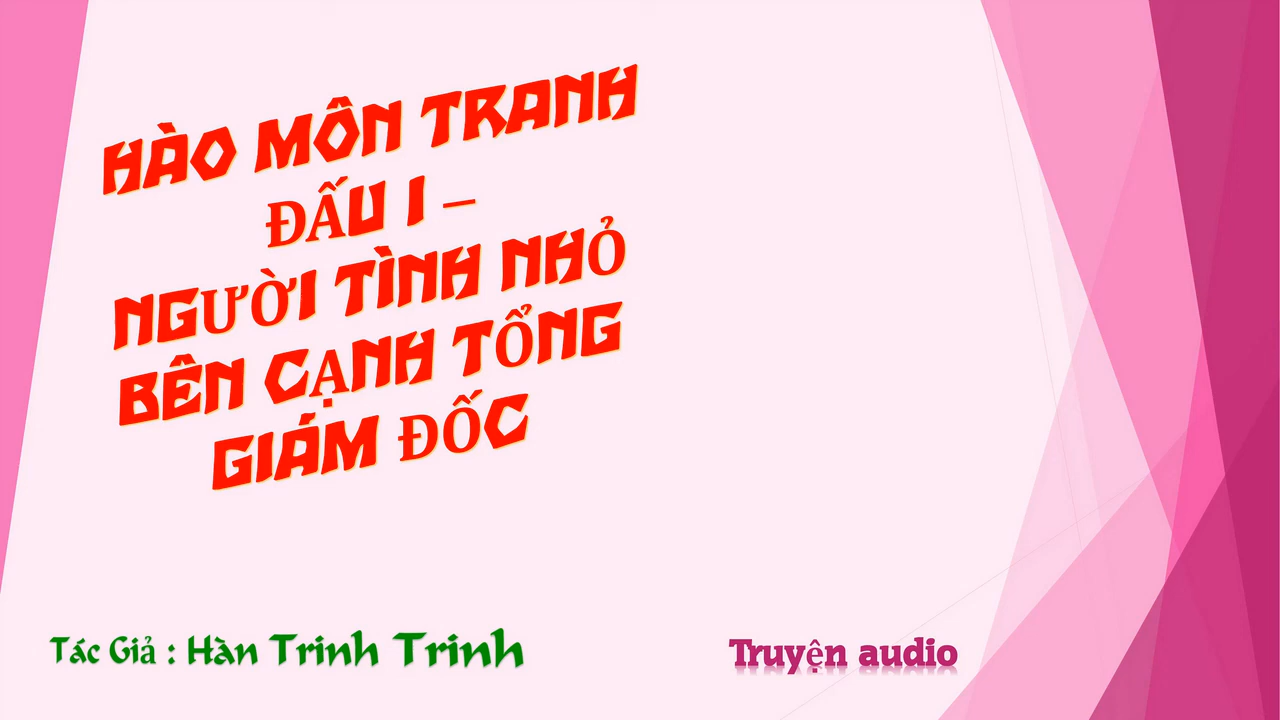 HÀO MÔN TRANH
ĐẤU I –
NGƯỜI TÌNH NHỎ
BÊN CẠNH TỔNG
GIÁM ĐỐC
Tác Giả : Hàn Trinh Trinh
Truyện audio